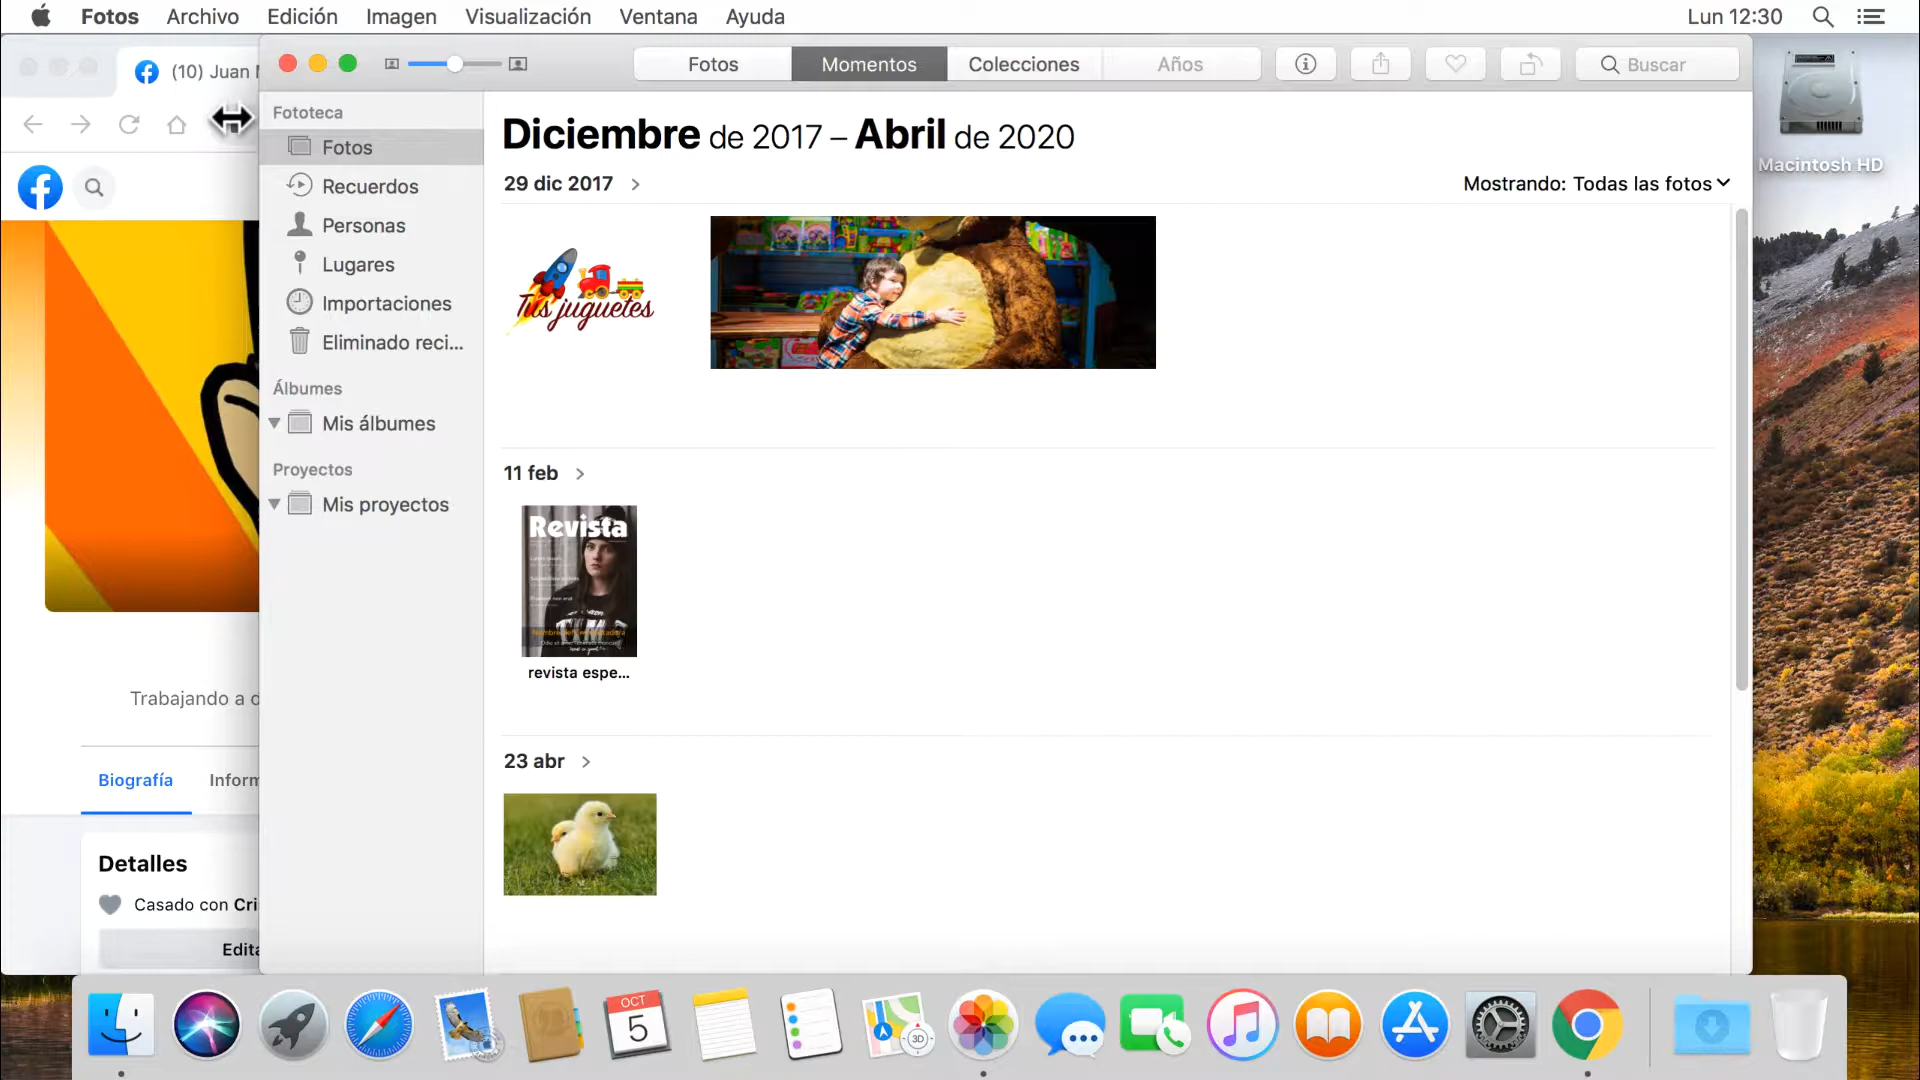 Fotos Archivo Edición Imagen Visualización Ventana Ayuda Lun 12:30
(10) Juan
Fotos Momentos Colecciones Años Buscar
Fototeca
Fotos
Recuerdos
Personas
Lugares
Importaciones
Eliminado reci...
Álbumes
Mis álbumes
Proyectos
Mis proyectos
Diciembre de 2017 – Abril de 2020
29 dic 2017
Mostrando: Todas las fotos
Tus juguetes
11 feb
Revista
revista espe...
23 abr
Macintosh HD
Trabajando a
Biografía Inform
Detalles
Casado con Cri
Edita
OCT
5
3D